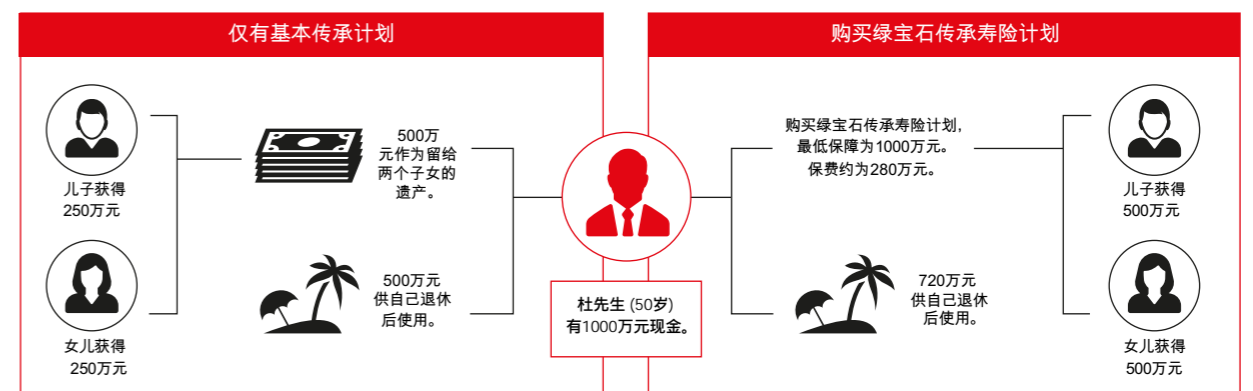 仅有基本传承计划
儿子获得
250万元
500万
元作为留给
两个子女的
遗产。
女儿获得
250万元
500万元
供自己退休
后使用。
杜先生 (50岁)
有1000万元现金。
购买绿宝石传承寿险计划
购买绿宝石传承寿险计划，
最低保障为1000万元。
保费约为280万元。
儿子获得
500万元
720万元
供自己退休
后使用。
女儿获得
500万元